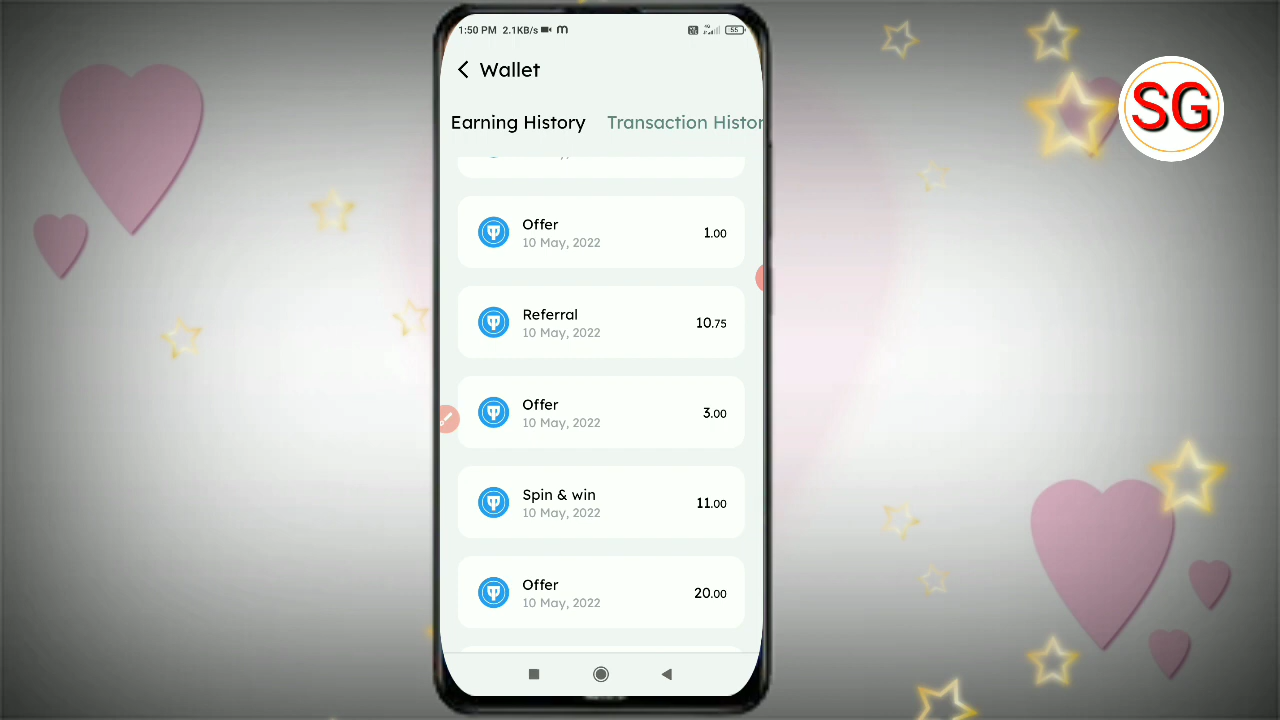 1:50 PM 2.1KB/s
55
Wallet
Earning History
Transaction Histor
Offer
10 May, 2022
1.00
Referral
10 May, 2022
10.75
Offer
10 May, 2022
3.00
Spin & win
10 May, 2022
11.00
Offer
10 May, 2022
20.00
SG